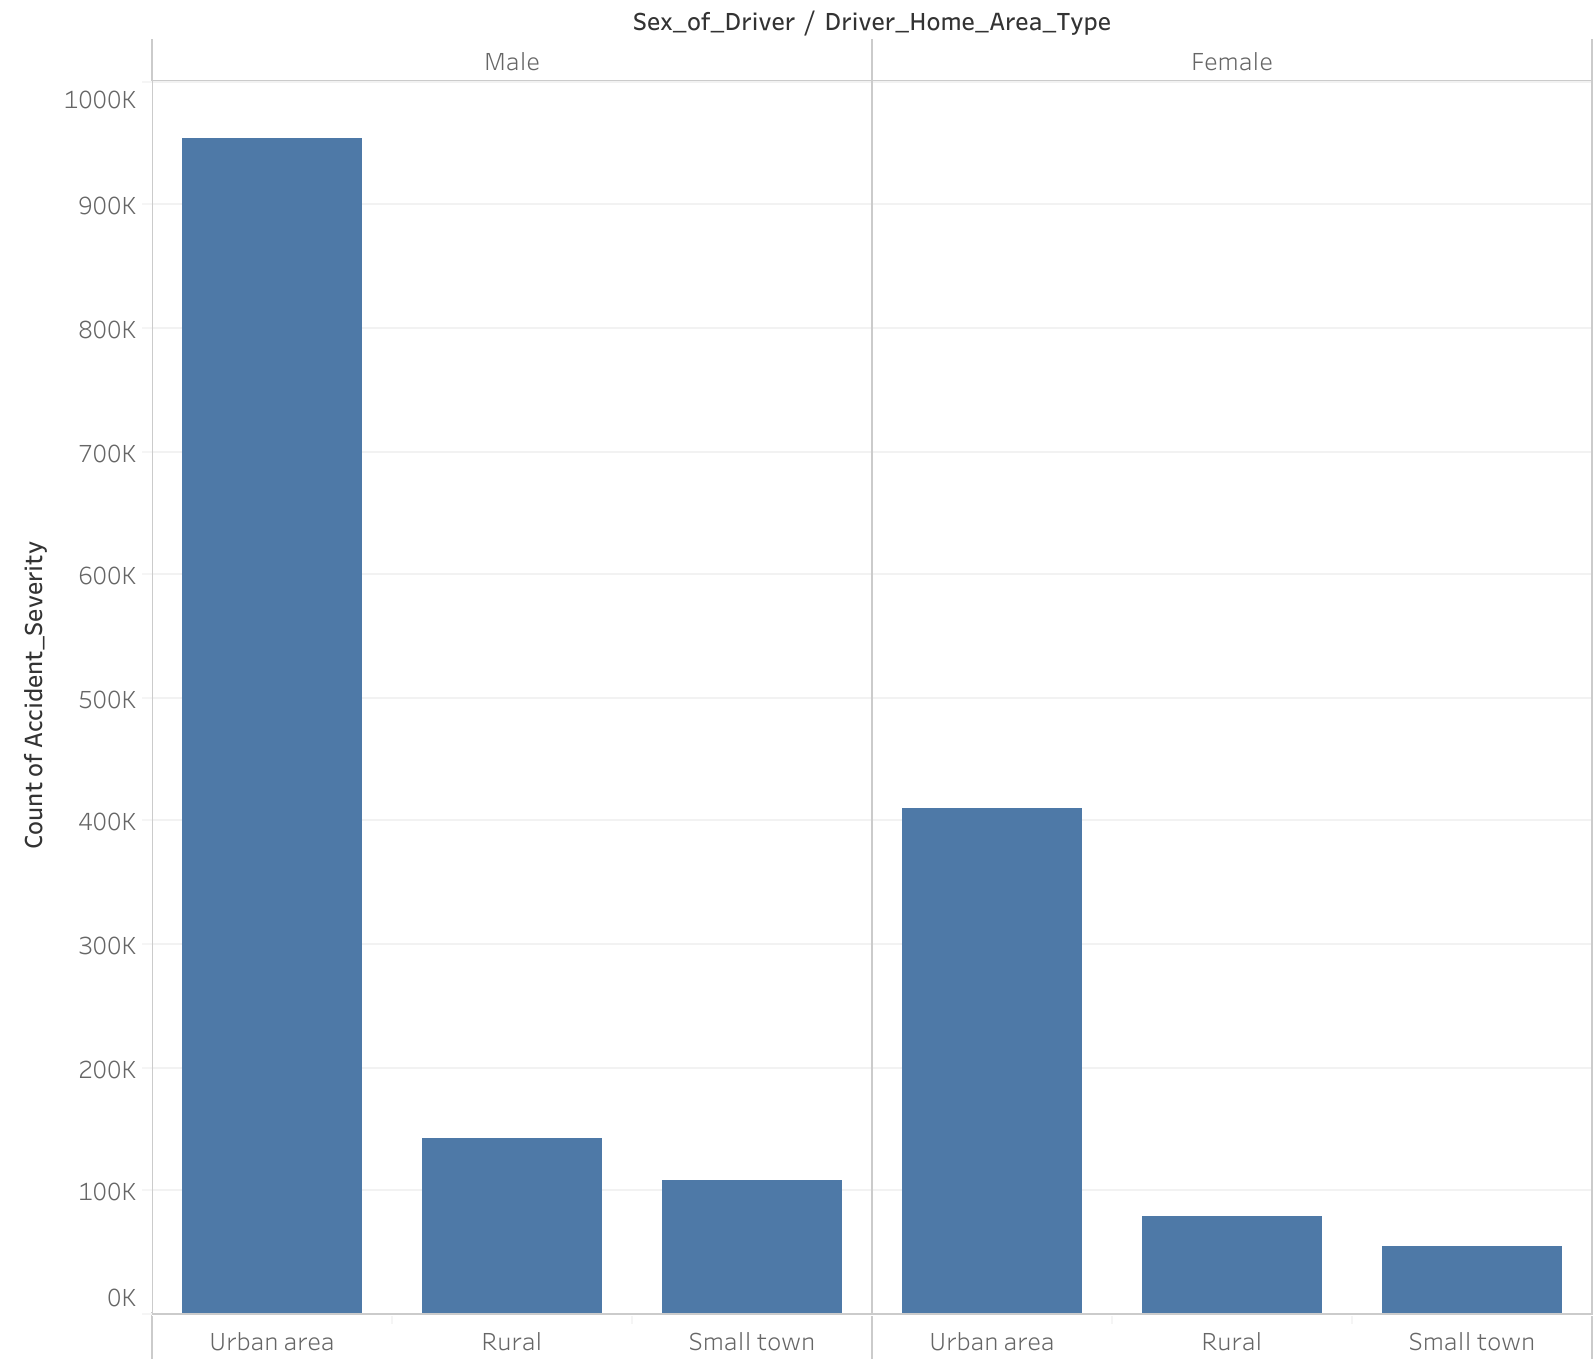 Sex_of_Driver / Driver_Home_Area_Type
Male
Female
1000K
900K
800K
700K
600K
500K
400K
300K
200K
100K
0K
Count of Accident_Severity
Urban area
Rural
Small town
Urban area
Rural
Small town